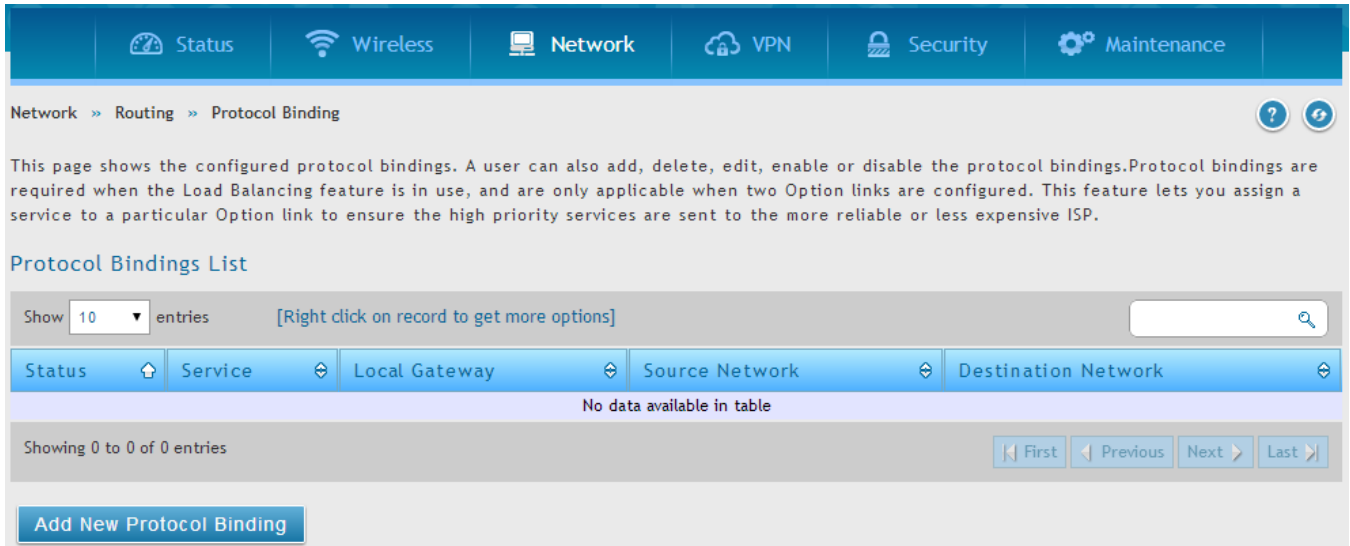 Status Wireless Network VPN Security Maintenance
Network » Routing » Protocol Binding
This page shows the configured protocol bindings. A user can also add, delete, edit, enable or disable the protocol bindings.Protocol bindings are
required when the Load Balancing feature is in use, and are only applicable when two Option links are configured. This feature lets you assign a
service to a particular Option link to ensure the high priority services are sent to the more reliable or less expensive ISP.
Protocol Bindings List
Show 10 entries [Right click on record to get more options]
Status Service Local Gateway Source Network Destination Network
No data available in table
Showing 0 to 0 of 0 entries First Previous Next Last
Add New Protocol Binding